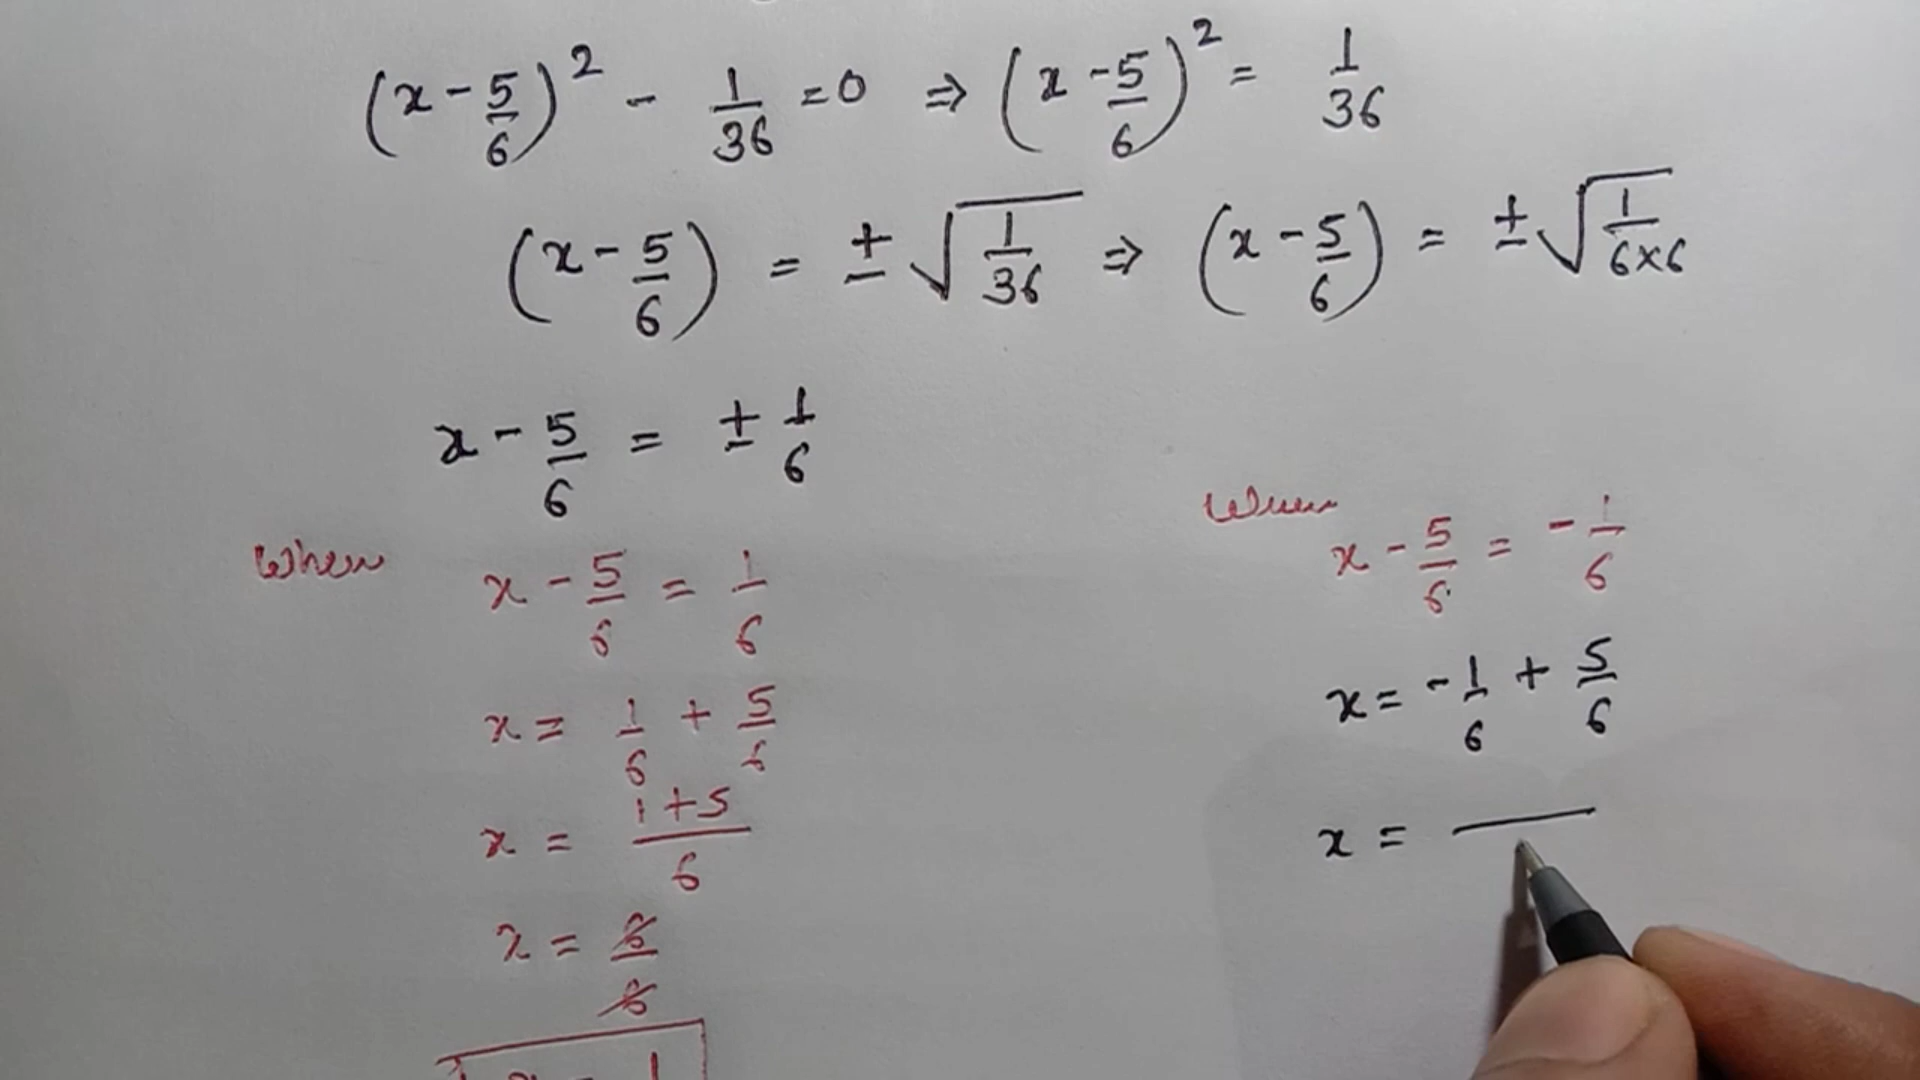 (x - 5/6)² - 1/36 = 0 ⇒ (x - 5/6)² = 1/36
(x - 5/6) = ± √(1/36) ⇒ (x - 5/6) = ± √(1/(6×6))
x - 5/6 = ± 1/6
When x - 5/6 = 1/6
x = 1/6 + 5/6
x = (1+5)/6
x = 6/6
x = 1
When x - 5/6 = - 1/6
x = - 1/6 + 5/6
x =